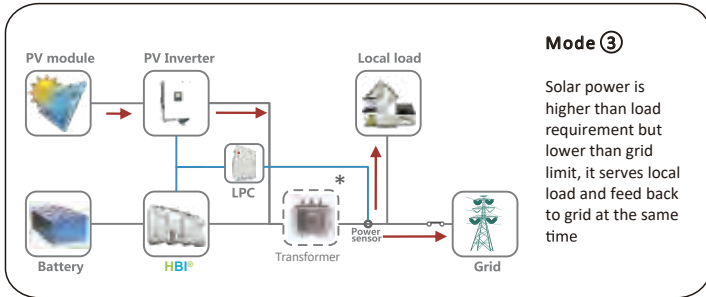 Mode ③
PV module
PV Inverter
Local load
Solar power is
higher than load
requirement but
lower than grid
limit, it serves local
load and feed back
to grid at the same
time
LPC
*
Power
sensor
Battery
HBI®
Transformer
Grid